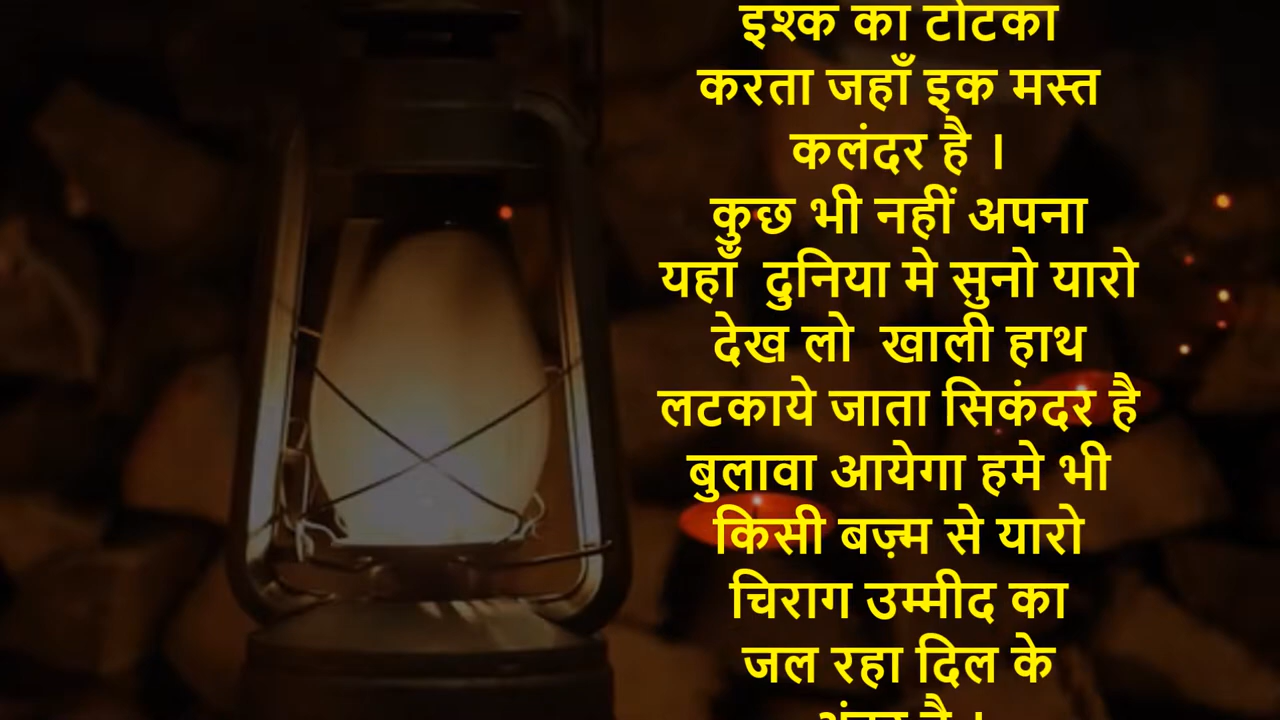 इश्क का टोटका
करता जहाँ इक मस्त
कलंदर है ।
कुछ भी नहीं अपना
यहाँ  दुनिया मे सुनो यारो
देख लो  खाली हाथ
लटकाये जाता सिकंदर है
बुलावा आयेगा हमे भी
किसी बज़्म से यारो
चिराग उम्मीद का
जल रहा दिल के
अंदर है ।